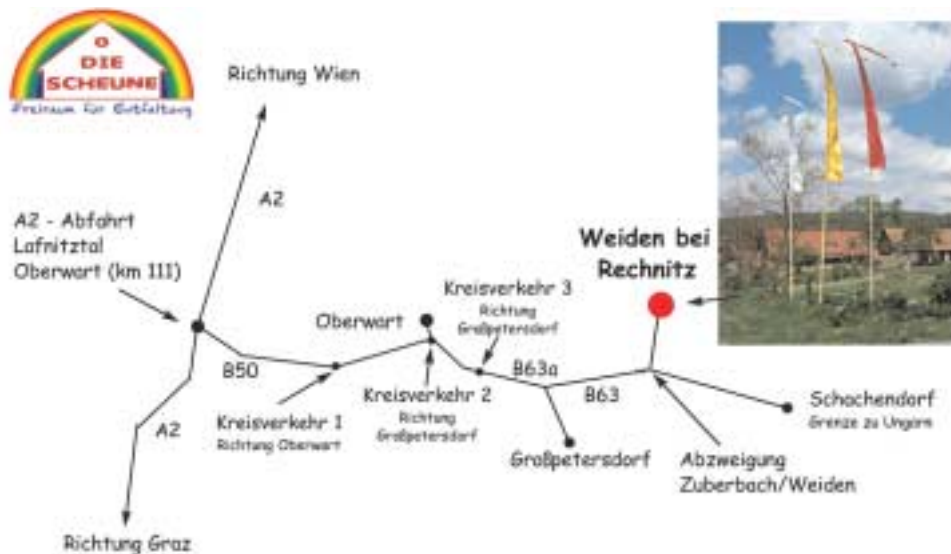 DIE
SCHEUNE
Freiraum für Entfaltung
Richtung Wien
A2
A2 - Abfahrt
Lafnitztal
Oberwart (km 111)
Weiden bei
Rechnitz
Kreisverkehr 3
Richtung
Großpetersdorf
Oberwart
B50
B63a
B63
Kreisverkehr 1
Richtung Oberwart
Kreisverkehr 2
Richtung
Großpetersdorf
A2
Großpetersdorf
Abzweigung
Zuberbach/Weiden
Schachendorf
Grenze zu Ungarn
Richtung Graz